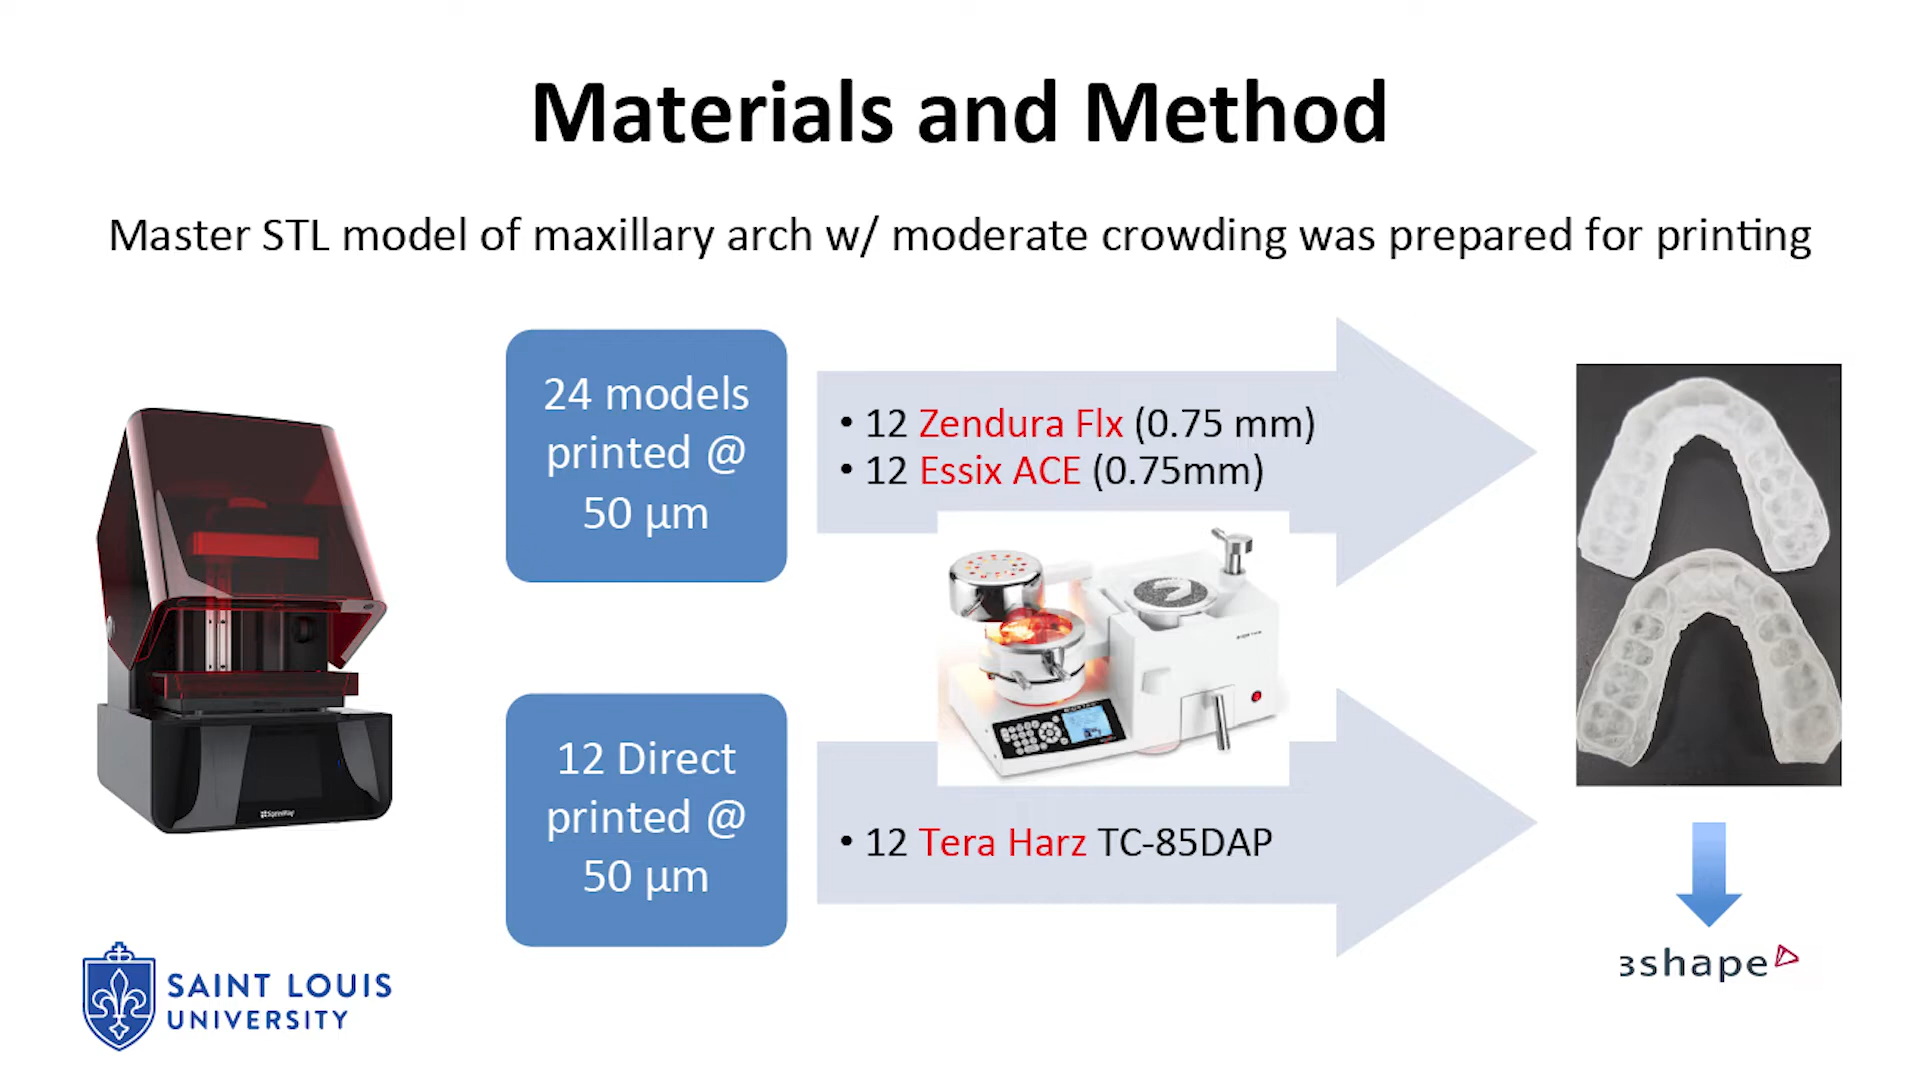 Materials and Method
Master STL model of maxillary arch w/ moderate crowding was prepared for printing
24 models
printed @
50 µm
• 12 Zendura Flx (0.75 mm)
• 12 Essix ACE (0.75mm)
12 Direct
printed @
50 µm
• 12 Tera Harz TC-85DAP
SprintRay
SAINT LOUIS
UNIVERSITY
3shape